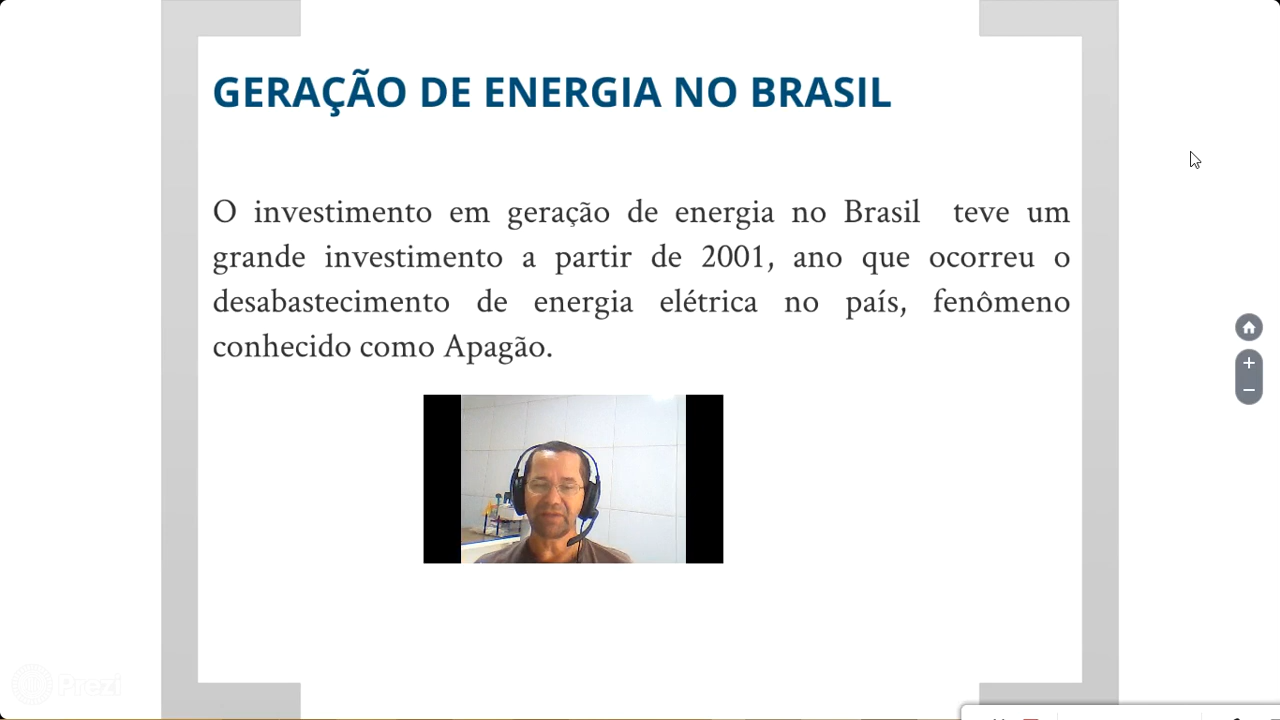 GERAÇÃO DE ENERGIA NO BRASIL
O investimento em geração de energia no Brasil teve um
grande investimento a partir de 2001, ano que ocorreu o
desabastecimento de energia elétrica no país, fenômeno
conhecido como Apagão.
Prezi